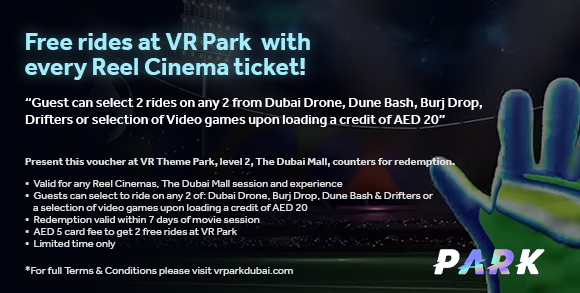 Free rides at VR Park with
every Reel Cinema ticket!
“Guest can select 2 rides on any 2 from Dubai Drone, Dune Bash, Burj Drop,
Drifters or selection of Video games upon loading a credit of AED 20”
Present this voucher at VR Theme Park, level 2, The Dubai Mall, counters for redemption.
• Valid for any Reel Cinemas, The Dubai Mall session and experience
• Guests can select to ride on any 2 of: Dubai Drone, Burj Drop, Dune Bash & Drifters or
a selection of video games upon loading a credit of AED 20
• Redemption valid within 7 days of movie session
• AED 5 card fee to get 2 free rides at VR Park
• Limited time only
*For full Terms & Conditions please visit vrparkdubai.com
PARK